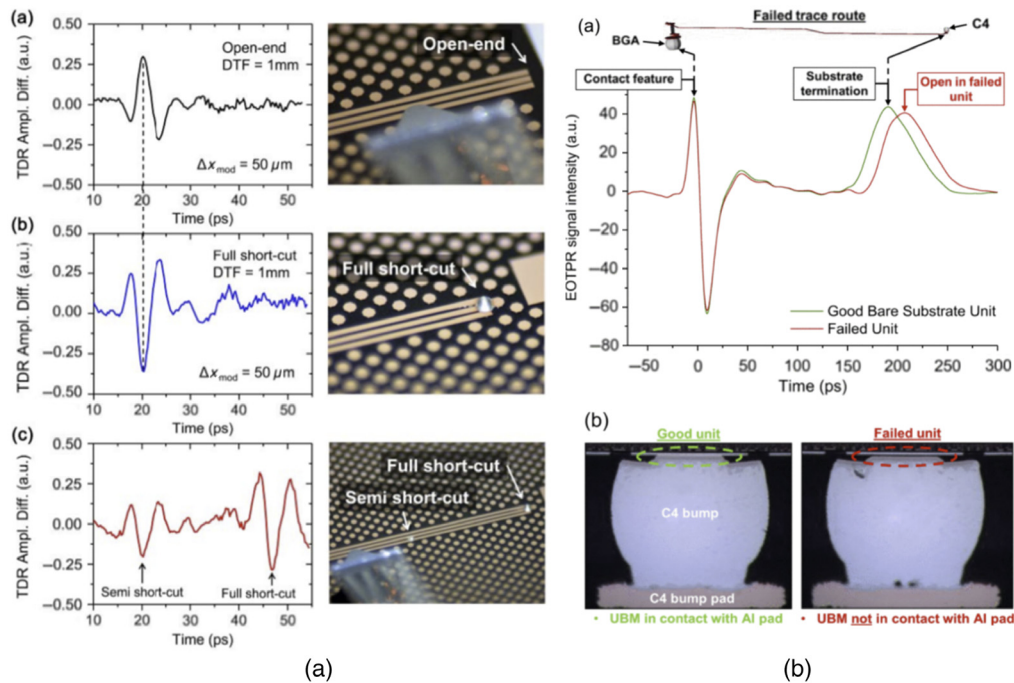 (a)
0.50
0.25
0.00
−0.25
−0.50
TDR Ampl. Diff. (a.u.)
Open-end
DTF = 1mm
Δx mod = 50 μm
10 20 30 40 50
Time (ps)
Open-end
(b)
0.50
0.25
0.00
−0.25
−0.50
TDR Ampl. Diff. (a.u.)
Full short-cut
DTF = 1mm
Δx mod = 50 μm
10 20 30 40 50
Time (ps)
Full short-cut
(c)
0.50
0.25
0.00
−0.25
−0.50
TDR Ampl. Diff. (a.u.)
Semi short-cut
Full short-cut
10 20 30 40 50
Time (ps)
Full short-cut
Semi short-cut
(a)
(a)
Failed trace route
BGA
C4
Contact feature
Substrate
termination
Open in failed
unit
40
20
0
−20
−40
−60
−80
EOTPR signal intensity (a.u.)
Good Bare Substrate Unit
Failed Unit
−50 0 50 100 150 200 250 300
Time (ps)
(b)
Good unit
C4 bump
C4 bump pad
• UBM in contact with Al pad
Failed unit
• UBM not in contact with Al pad
(b)